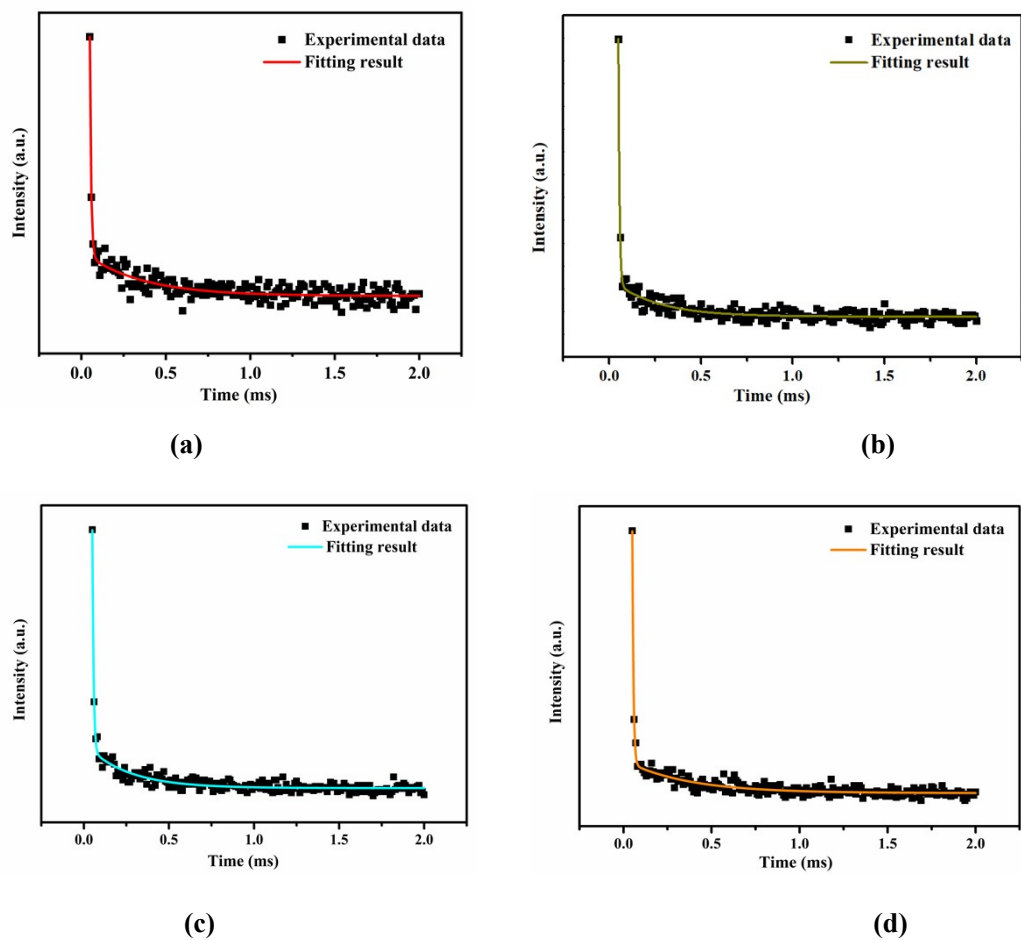 Experimental data
Fitting result
Intensity (a.u.)
0.0 0.5 1.0 1.5 2.0
Time (ms)
(a)
Experimental data
Fitting result
Intensity (a.u.)
0.0 0.5 1.0 1.5 2.0
Time (ms)
(b)
Experimental data
Fitting result
Intensity (a.u.)
0.0 0.5 1.0 1.5 2.0
Time (ms)
(c)
Experimental data
Fitting result
Intensity (a.u.)
0.0 0.5 1.0 1.5 2.0
Time (ms)
(d)